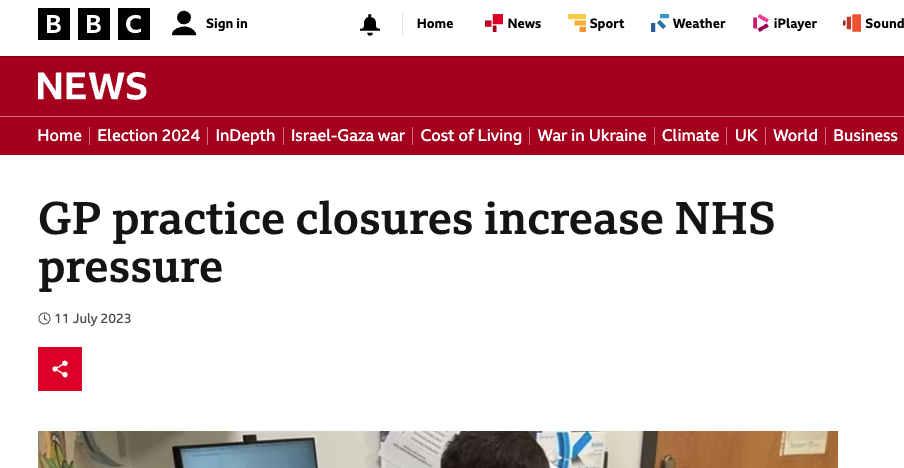 BBC Sign in Home News Sport Weather iPlayer Sound
NEWS
Home Election 2024 InDepth Israel-Gaza war Cost of Living War in Ukraine Climate UK World Business
GP practice closures increase NHS
pressure
11 July 2023